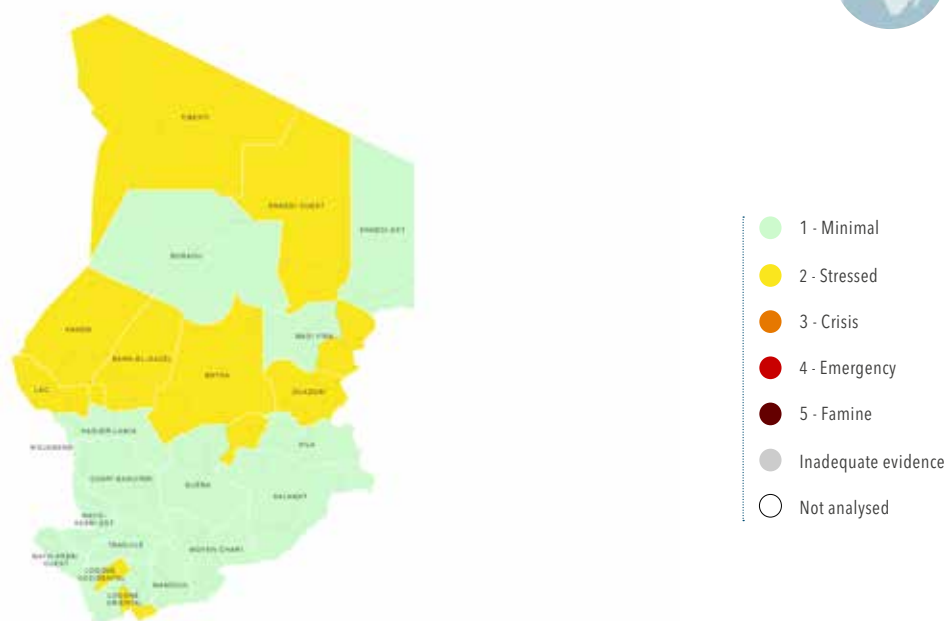 TIBESTI
ENNEDI-OUEST
ENNEDI-EST
BORKOU
KANEM
WADI FIRA
BAHR-EL-GAZEL
BATHA
LAC
OUADDAI
HADJER-LAMIS
SILA
CHARI-BAGUIRMI
GUERA
SALAMAT
MAYO-
KEBBI-EST
TANDJILE
MOYEN-CHARI
MAYO-KEBBI
OUEST
LOGONE
OCCIDENTAL
MANDOUL
LOGONE
ORIENTAL
1 - Minimal
2 - Stressed
3 - Crisis
4 - Emergency
5 - Famine
Inadequate evidence
Not analysed